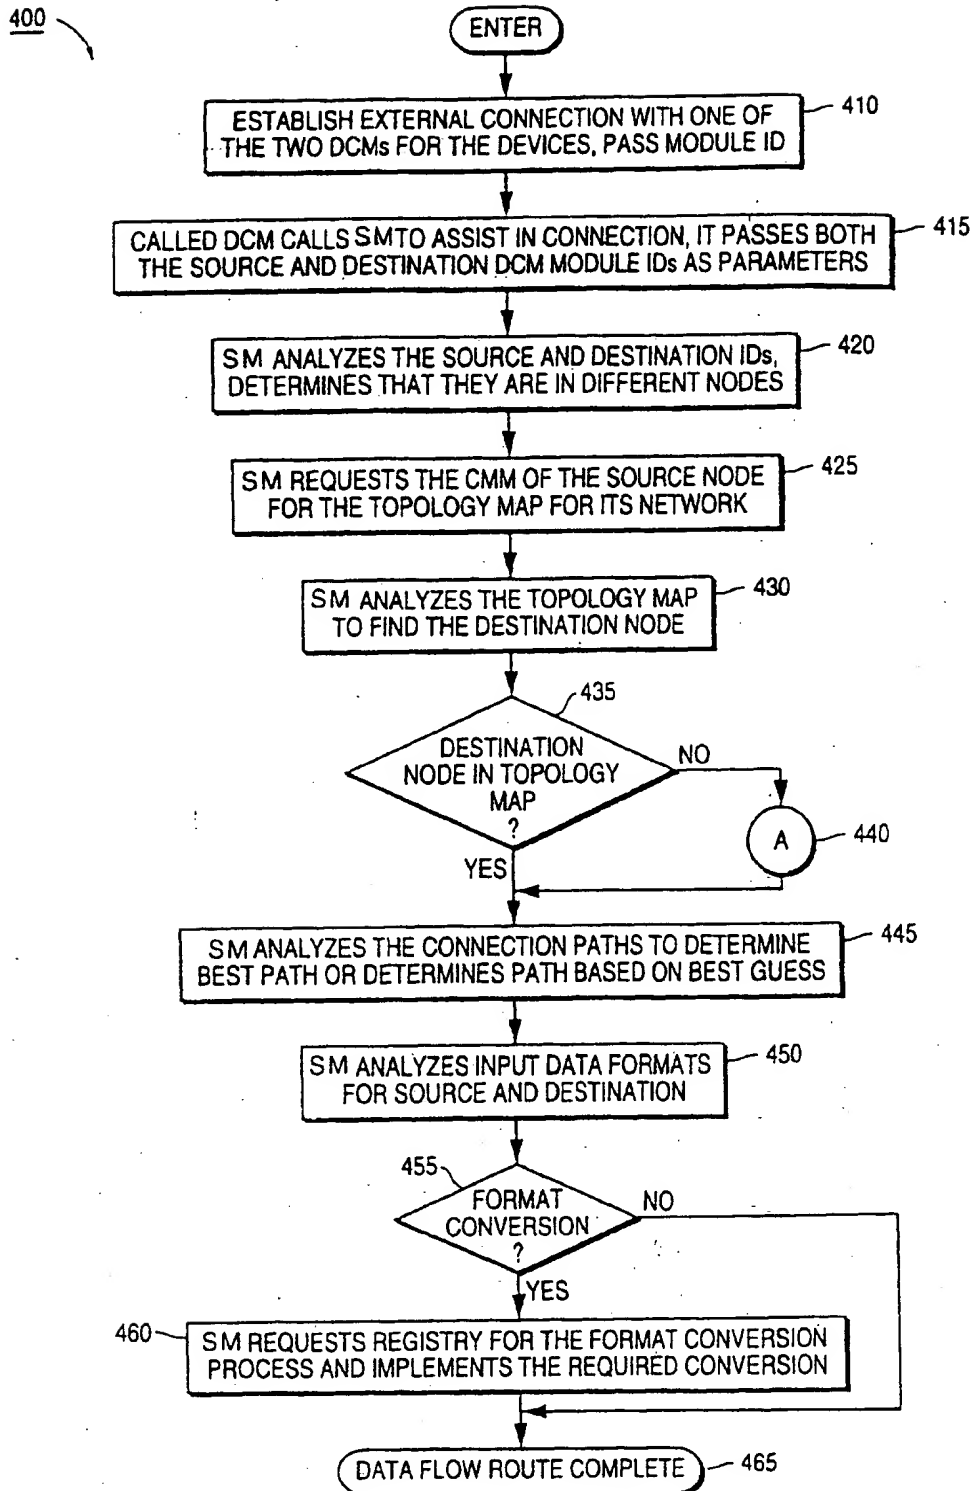 400
ENTER
410
ESTABLISH EXTERNAL CONNECTION WITH ONE OF
THE TWO DCMs FOR THE DEVICES, PASS MODULE ID
415
CALLED DCM CALLS SM TO ASSIST IN CONNECTION, IT PASSES BOTH
THE SOURCE AND DESTINATION DCM MODULE IDs AS PARAMETERS
420
SM ANALYZES THE SOURCE AND DESTINATION IDs,
DETERMINES THAT THEY ARE IN DIFFERENT NODES
425
SM REQUESTS THE CMM OF THE SOURCE NODE
FOR THE TOPOLOGY MAP FOR ITS NETWORK
430
SM ANALYZES THE TOPOLOGY MAP
TO FIND THE DESTINATION NODE
435
DESTINATION
NODE IN TOPOLOGY
MAP
?
NO
A
440
YES
445
SM ANALYZES THE CONNECTION PATHS TO DETERMINE
BEST PATH OR DETERMINES PATH BASED ON BEST GUESS
450
SM ANALYZES INPUT DATA FORMATS
FOR SOURCE AND DESTINATION
455
FORMAT
CONVERSION
?
NO
YES
460
SM REQUESTS REGISTRY FOR THE FORMAT CONVERSION
PROCESS AND IMPLEMENTS THE REQUIRED CONVERSION
DATA FLOW ROUTE COMPLETE
465